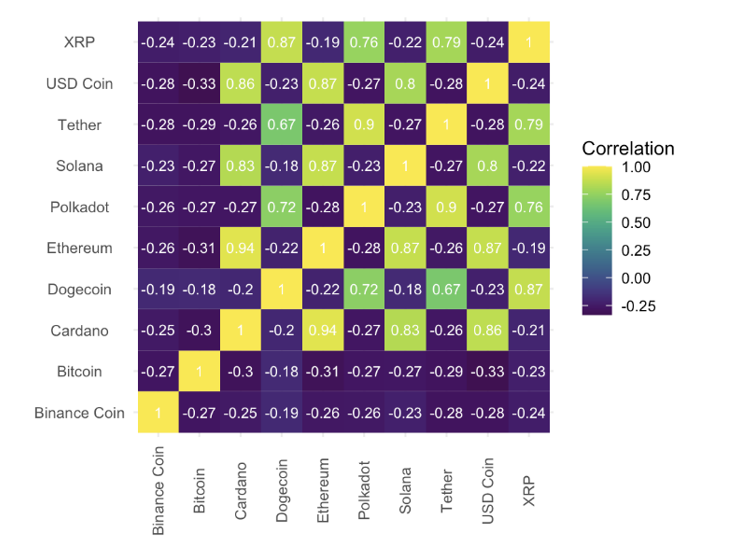 XRP -0.24 -0.23 -0.21 0.87 -0.19 0.76 -0.22 0.79 -0.24 1
USD Coin -0.28 -0.33 0.86 -0.23 0.87 -0.27 0.8 -0.28 1 -0.24
Tether -0.28 -0.29 -0.26 0.67 -0.26 0.9 -0.27 1 -0.28 0.79
Solana -0.23 -0.27 0.83 -0.18 0.87 -0.23 1 -0.27 0.8 -0.22
Polkadot -0.26 -0.27 -0.27 0.72 -0.28 1 -0.23 0.9 -0.27 0.76
Ethereum -0.26 -0.31 0.94 -0.22 1 -0.28 0.87 -0.26 0.87 -0.19
Dogecoin -0.19 -0.18 -0.2 1 -0.22 0.72 -0.18 0.67 -0.23 0.87
Cardano -0.25 -0.3 1 -0.2 0.94 -0.27 0.83 -0.26 0.86 -0.21
Bitcoin -0.27 1 -0.3 -0.18 -0.31 -0.27 -0.27 -0.29 -0.33 -0.23
Binance Coin 1 -0.27 -0.25 -0.19 -0.26 -0.26 -0.23 -0.28 -0.28 -0.24
Binance Coin
Bitcoin
Cardano
Dogecoin
Ethereum
Polkadot
Solana
Tether
USD Coin
XRP
Correlation
1.00
0.75
0.50
0.25
0.00
-0.25